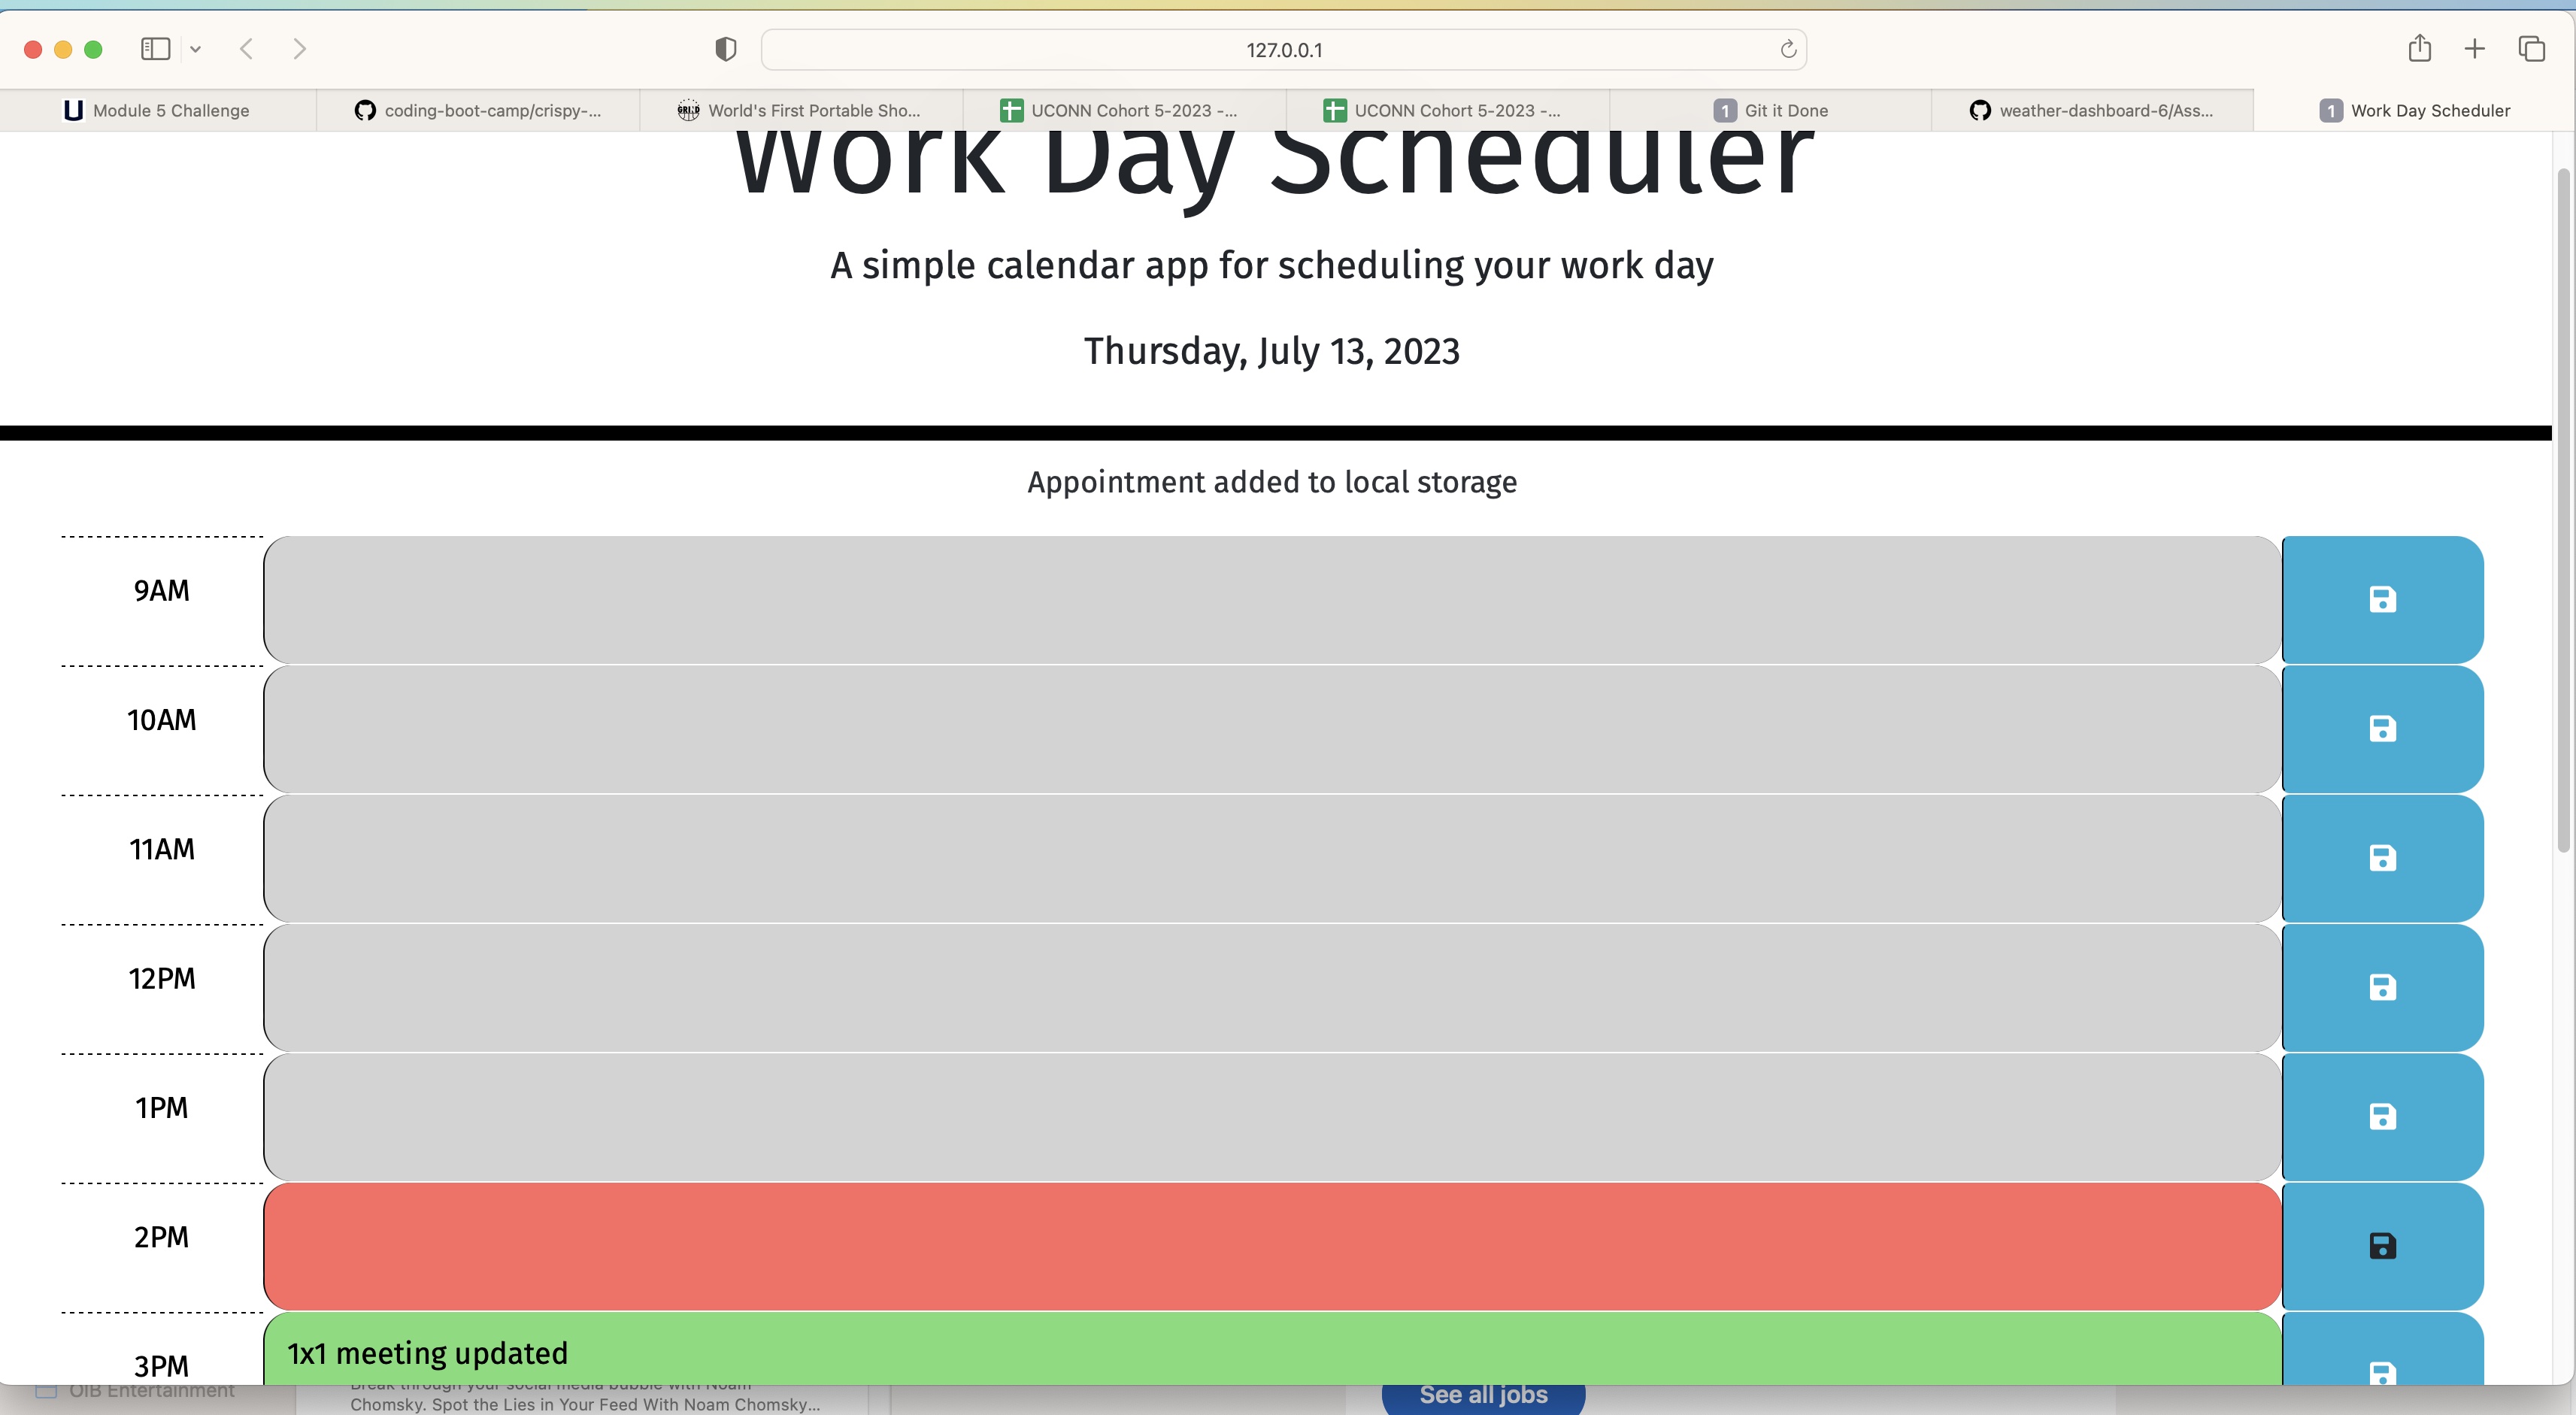 127.0.0.1
Module 5 Challenge
coding-boot-camp/crispy-...
GRIND
World's First Portable Sho...
UCONN Cohort 5-2023 -...
UCONN Cohort 5-2023 -...
1 Git it Done
weather-dashboard-6/Ass...
1 Work Day Scheduler
Work Day Scheduler
A simple calendar app for scheduling your work day
Thursday, July 13, 2023
Appointment added to local storage
9AM
10AM
11AM
12PM
1PM
2PM
3PM
1x1 meeting updated
OIB Entertainment
Break through your social media bubble with Noam
Chomsky. Spot the Lies in Your Feed With Noam Chomsky...
See all jobs